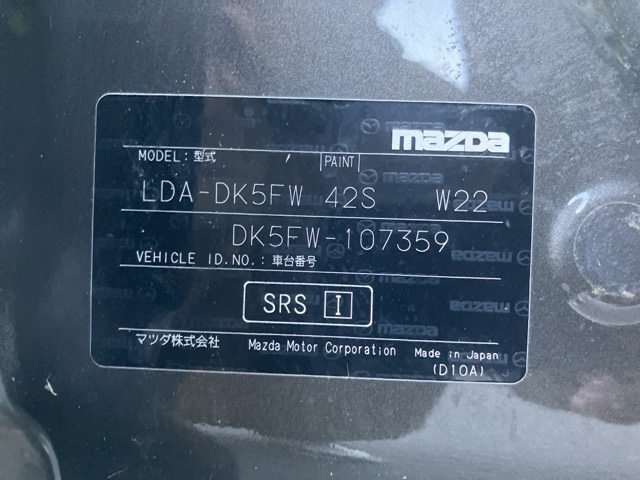 mazda
MODEL:型式 PAINT
LDA-DK5FW 42S W22
DK5FW-107359
VEHICLE ID.NO.:車台番号
SRS I
マツダ株式会社 Mazda Motor Corporation Made in Japan
(D10A)